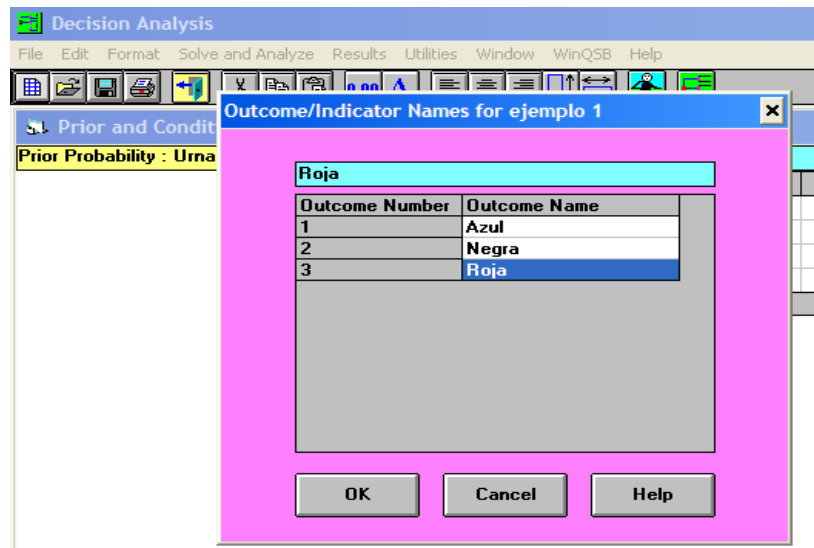 Decision Analysis
File Edit Format Solve and Analyze Results Utilities Window WinQSB Help
0.00 A
Outcome/Indicator Names for ejemplo 1
Prior and Condit
Prior Probability : Urna
Roja
Outcome Number Outcome Name
1 Azul
2 Negra
3 Roja
OK Cancel Help